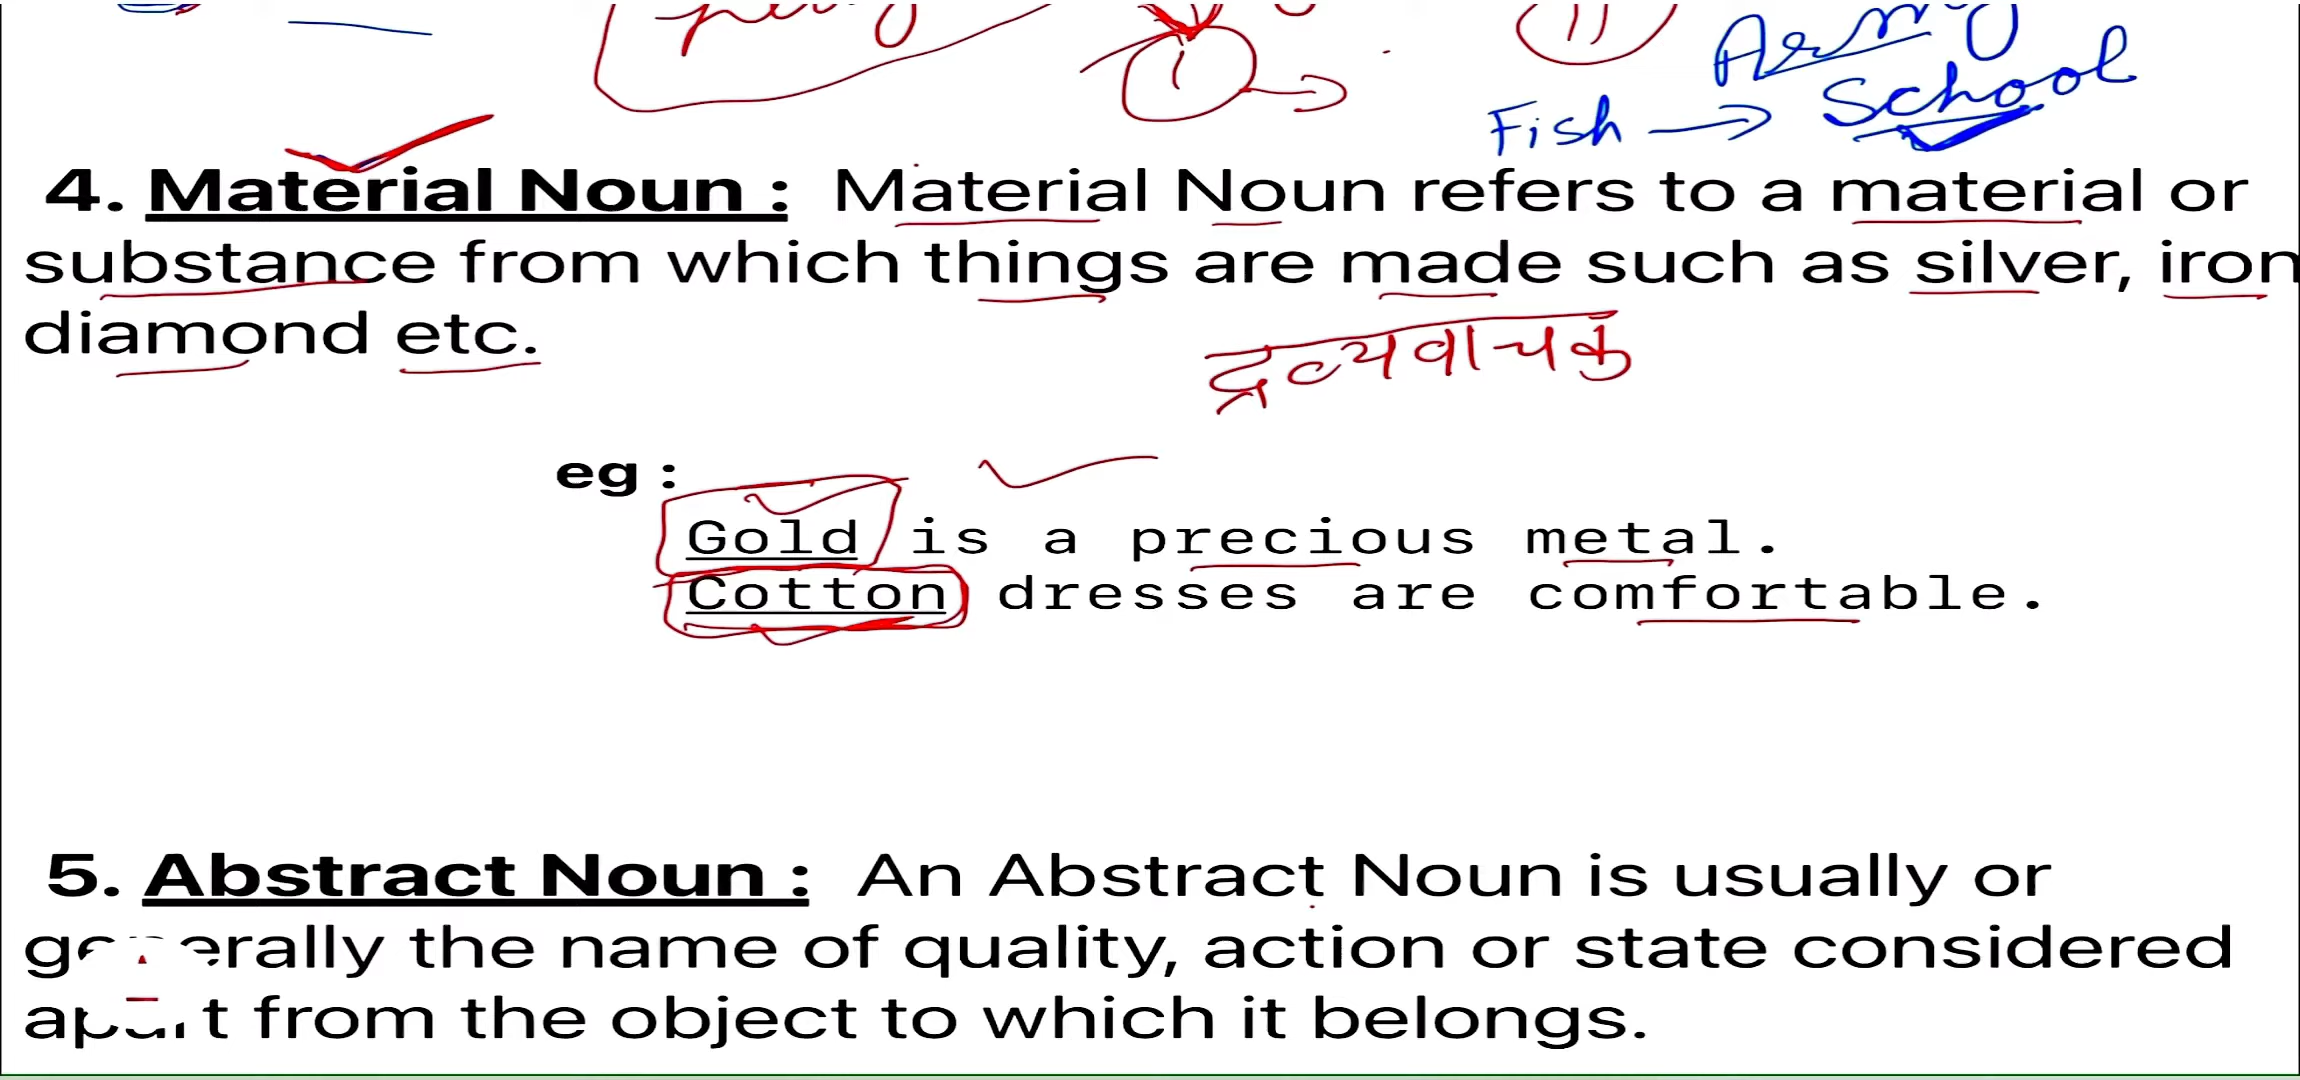 Army
Fish → School
4. Material Noun : Material Noun refers to a material or
substance from which things are made such as silver, iron
diamond etc.
द्रव्यवाचक
eg :
Gold is a precious metal.
Cotton dresses are comfortable.
5. Abstract Noun : An Abstract Noun is usually or
generally the name of quality, action or state considered
apart from the object to which it belongs.